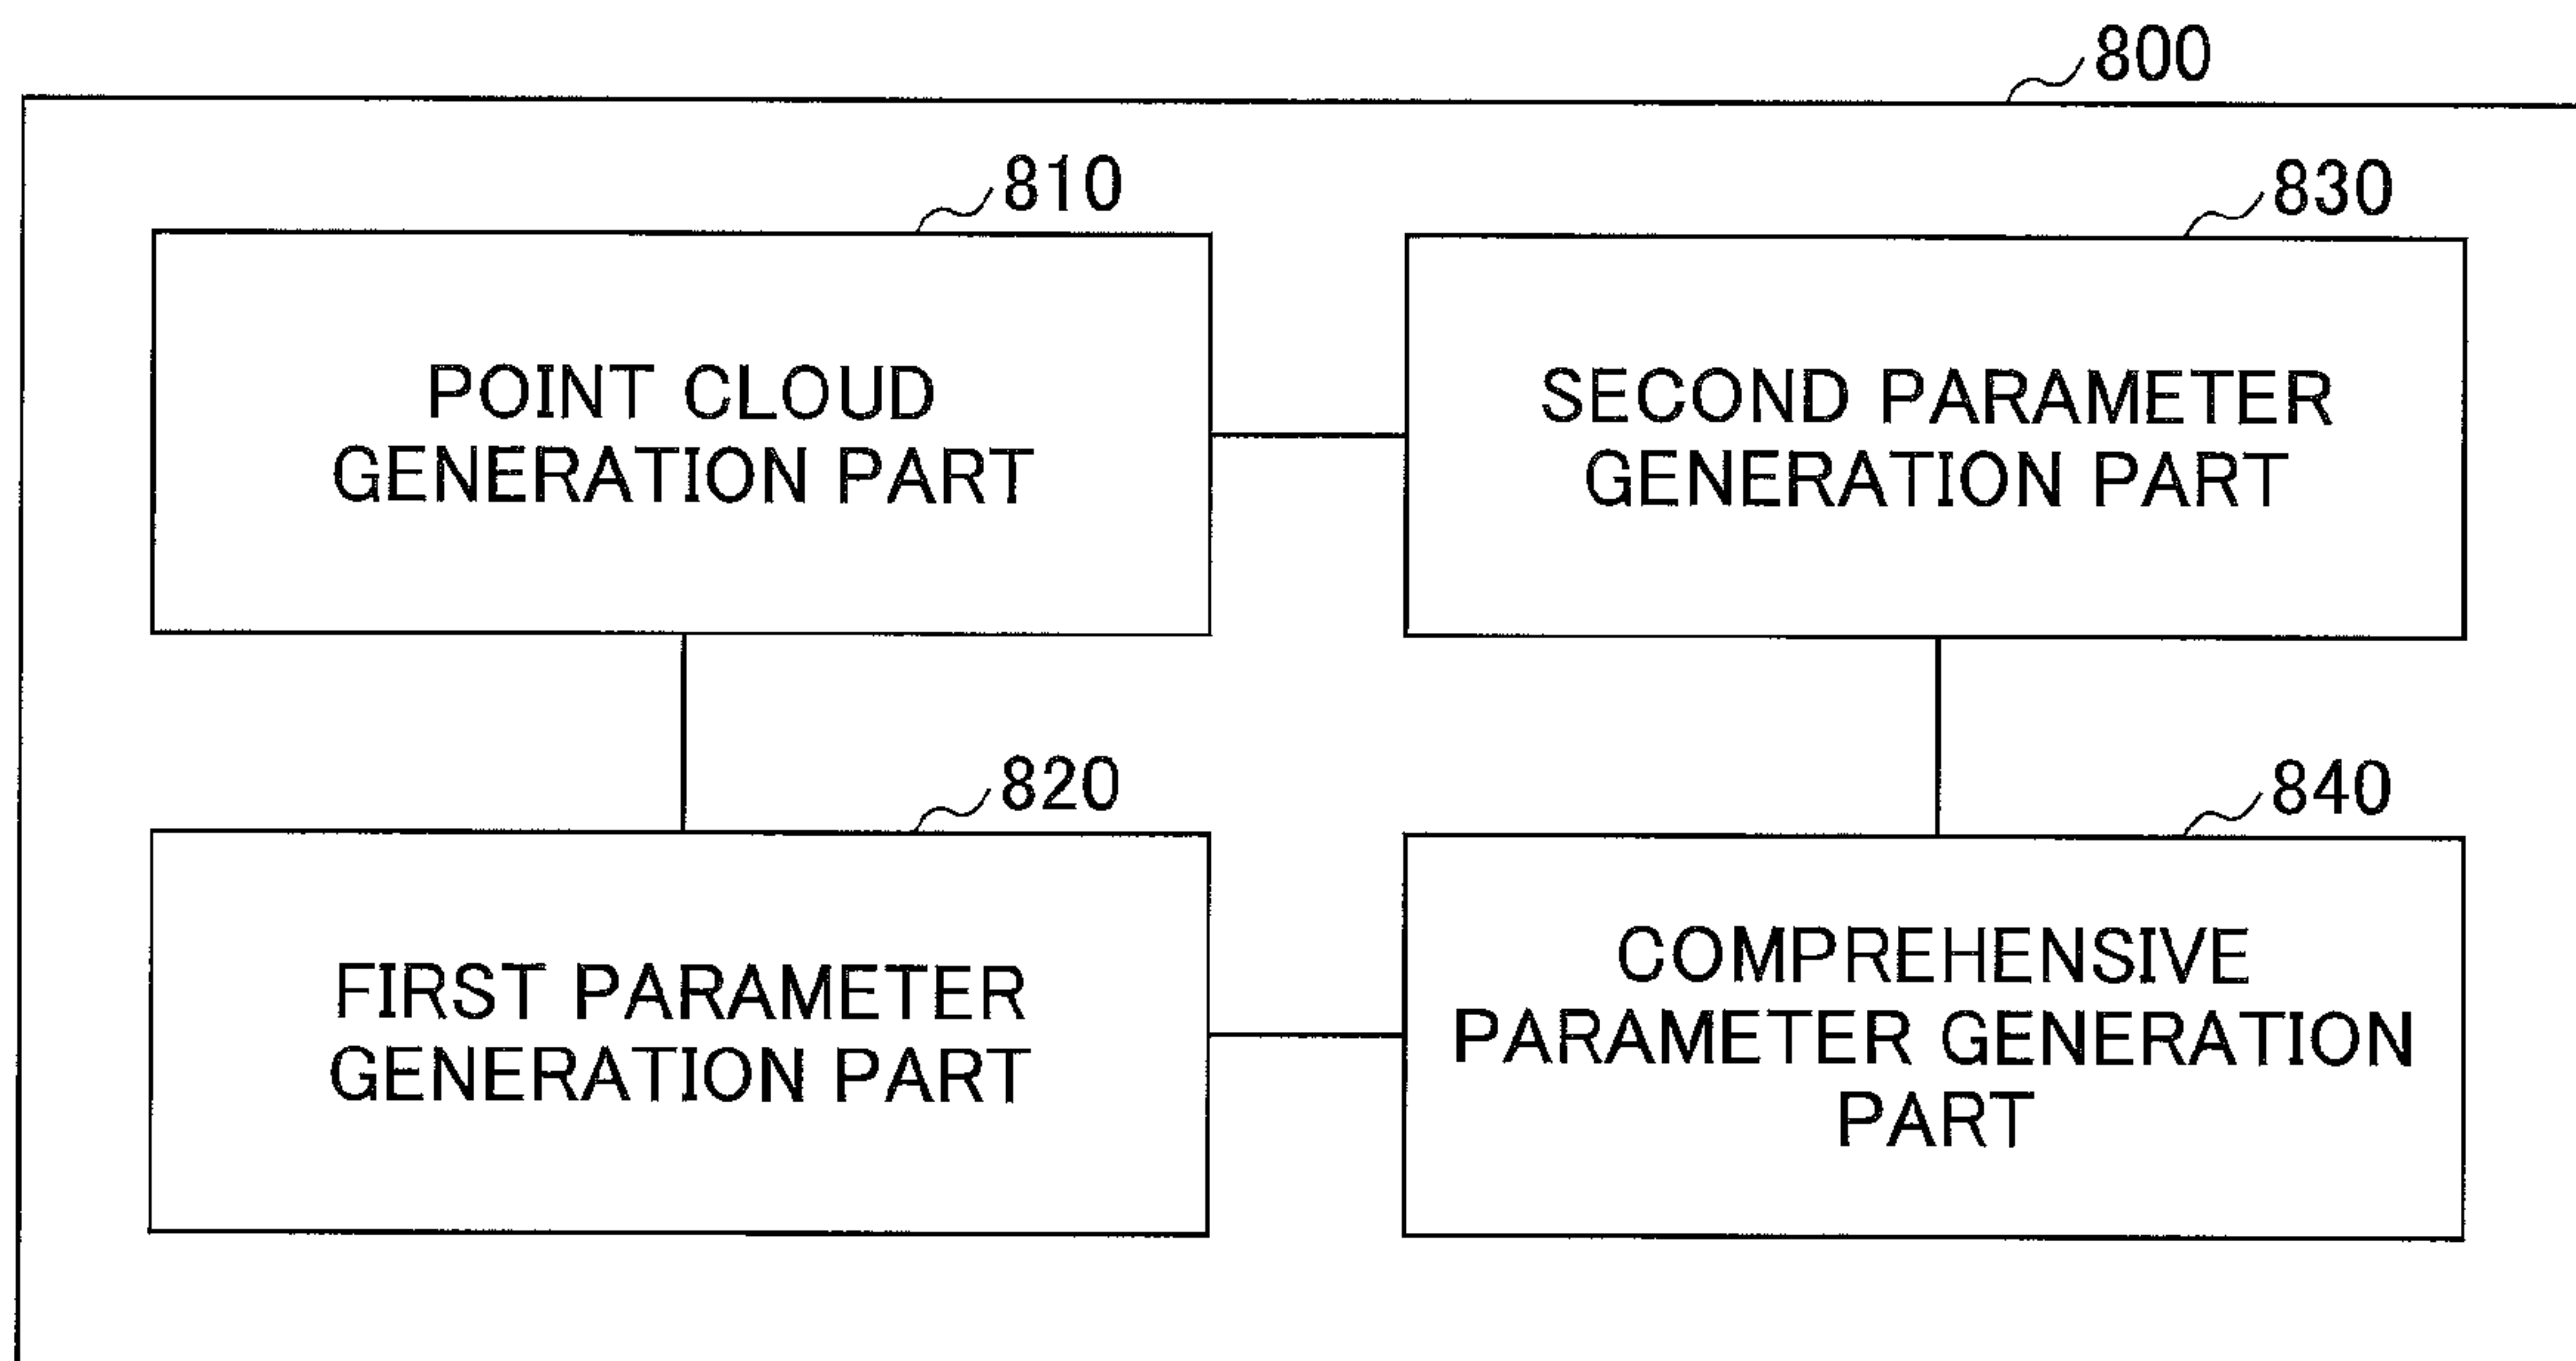 800
810
POINT CLOUD
GENERATION PART
830
SECOND PARAMETER
GENERATION PART
820
FIRST PARAMETER
GENERATION PART
840
COMPREHENSIVE
PARAMETER GENERATION
PART